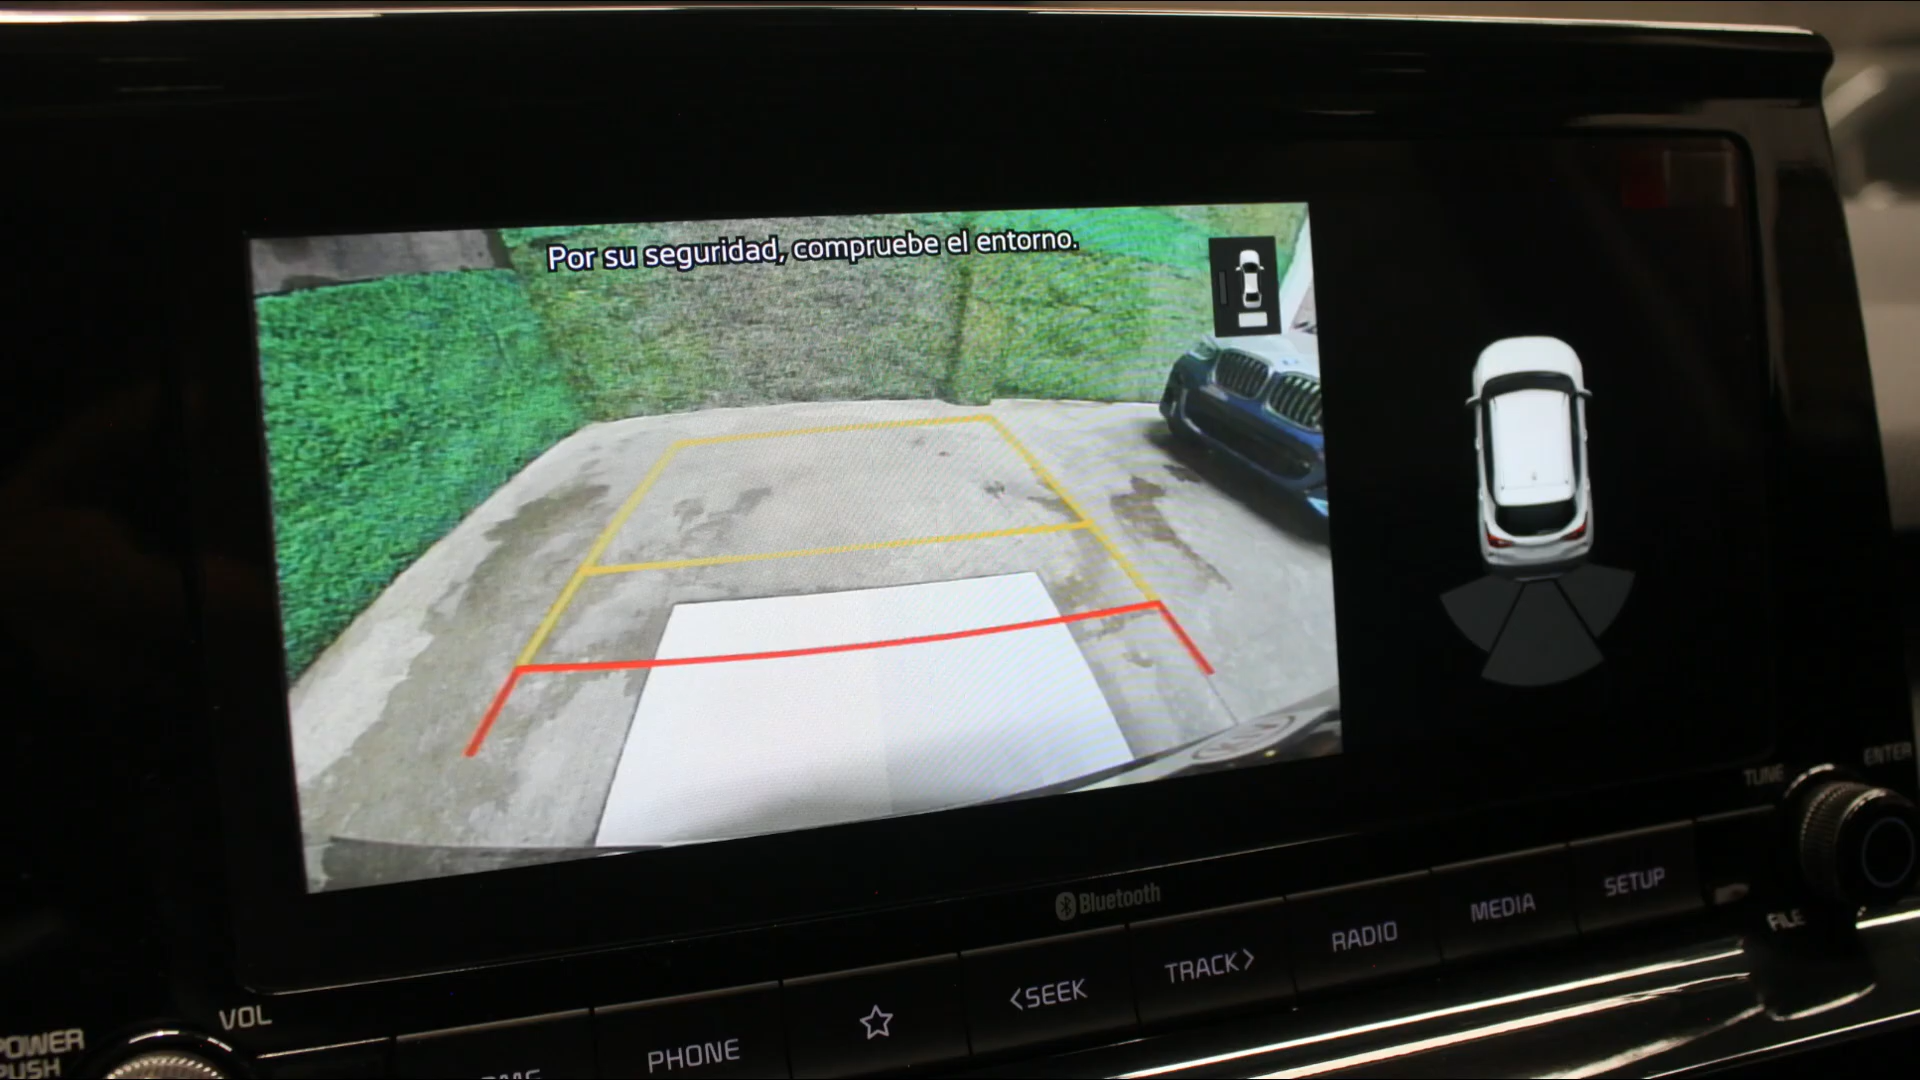 Por su seguridad, compruebe el entorno.
Bluetooth
TUNE
ENTER
FILE
SETUP
MEDIA
RADIO
TRACK>
<SEEK
PHONE
VOL
POWER
PUSH